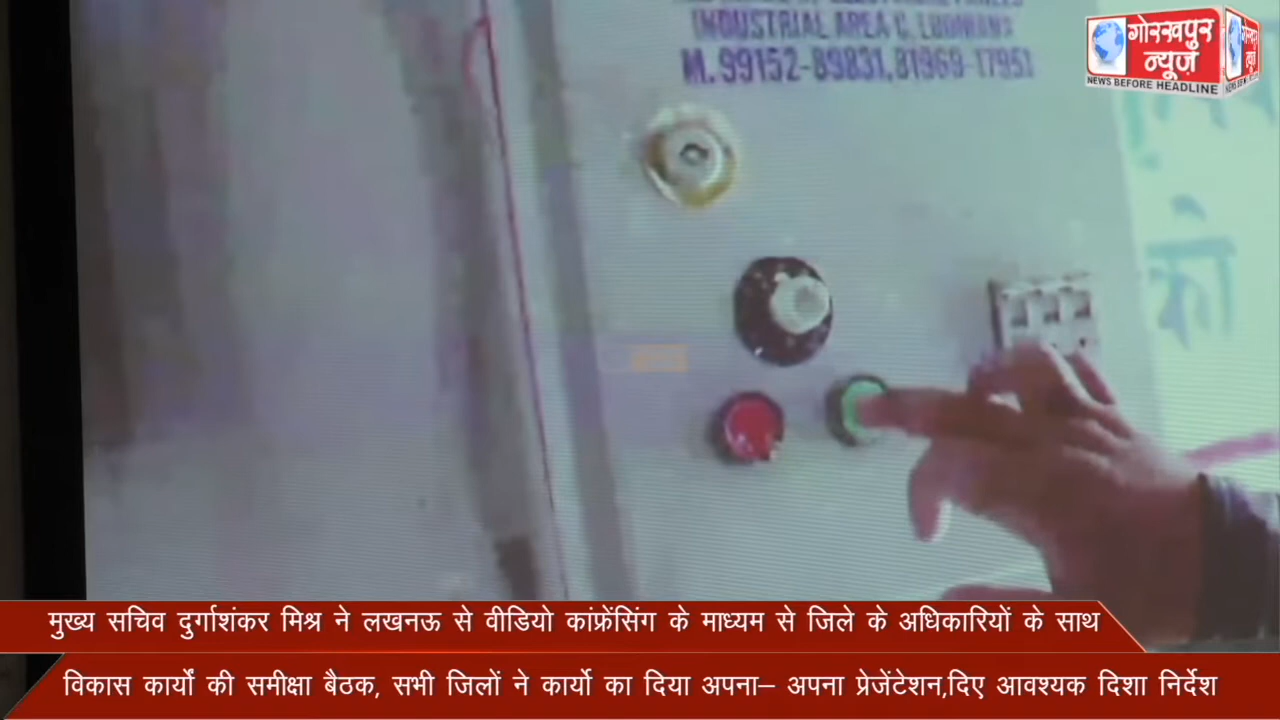 INDUSTRIAL AREA C, LUDHIANA
M. 99152-89831, 81969-17951
गोरखपुर
न्यूज़
NEWS BEFORE HEADLINE
को
मुख्य सचिव दुर्गाशंकर मिश्र ने लखनऊ से वीडियो कांफ्रेंसिंग के माध्यम से जिले के अधिकारियों के साथ
विकास कार्यों की समीक्षा बैठक, सभी जिलों ने कार्यो का दिया अपना– अपना प्रेजेंटेशन,दिए आवश्यक दिशा निर्देश